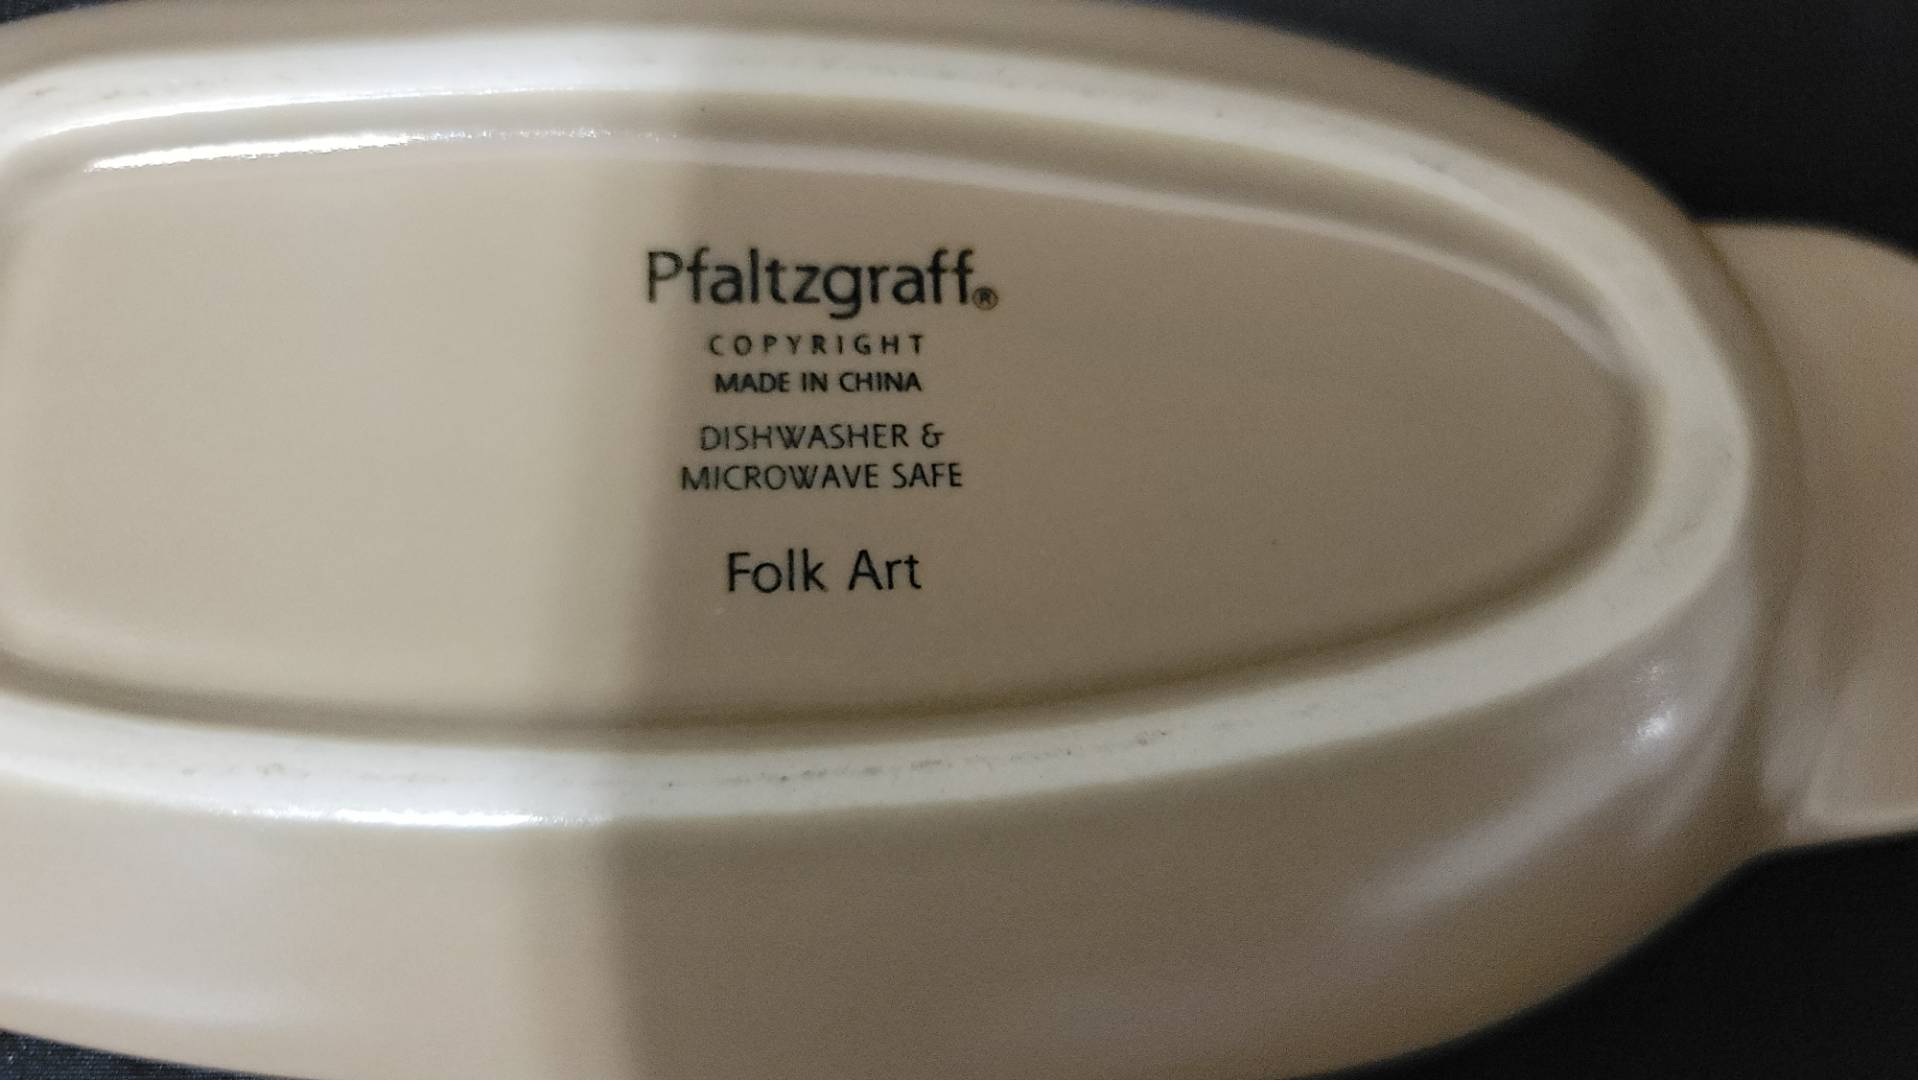 Pfaltzgraff®
COPYRIGHT
MADE IN CHINA
DISHWASHER &
MICROWAVE SAFE
Folk Art